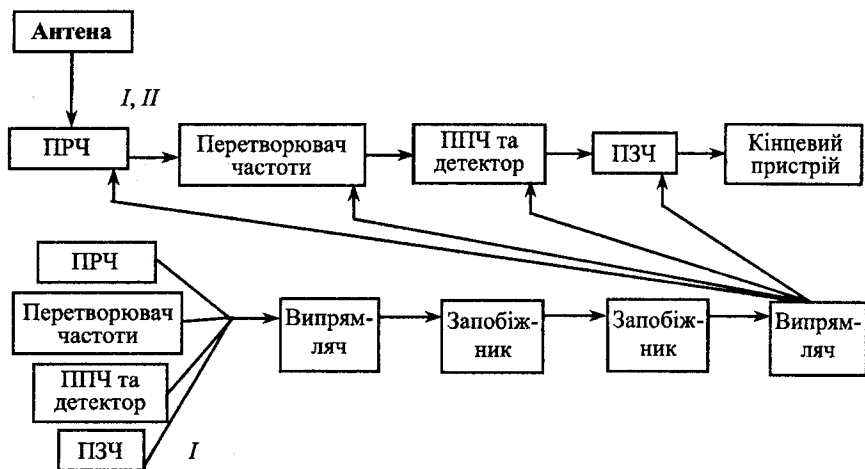 Антена
I, II
ПРЧ
Перетворювач
частоти
ППЧ та
детектор
ПЗЧ
Кінцевий
пристрій
ПРЧ
Перетворювач
частоти
ППЧ та
детектор
ПЗЧ
I
Випрям-
ляч
Запобіж-
ник
Запобіж-
ник
Випрям-
ляч